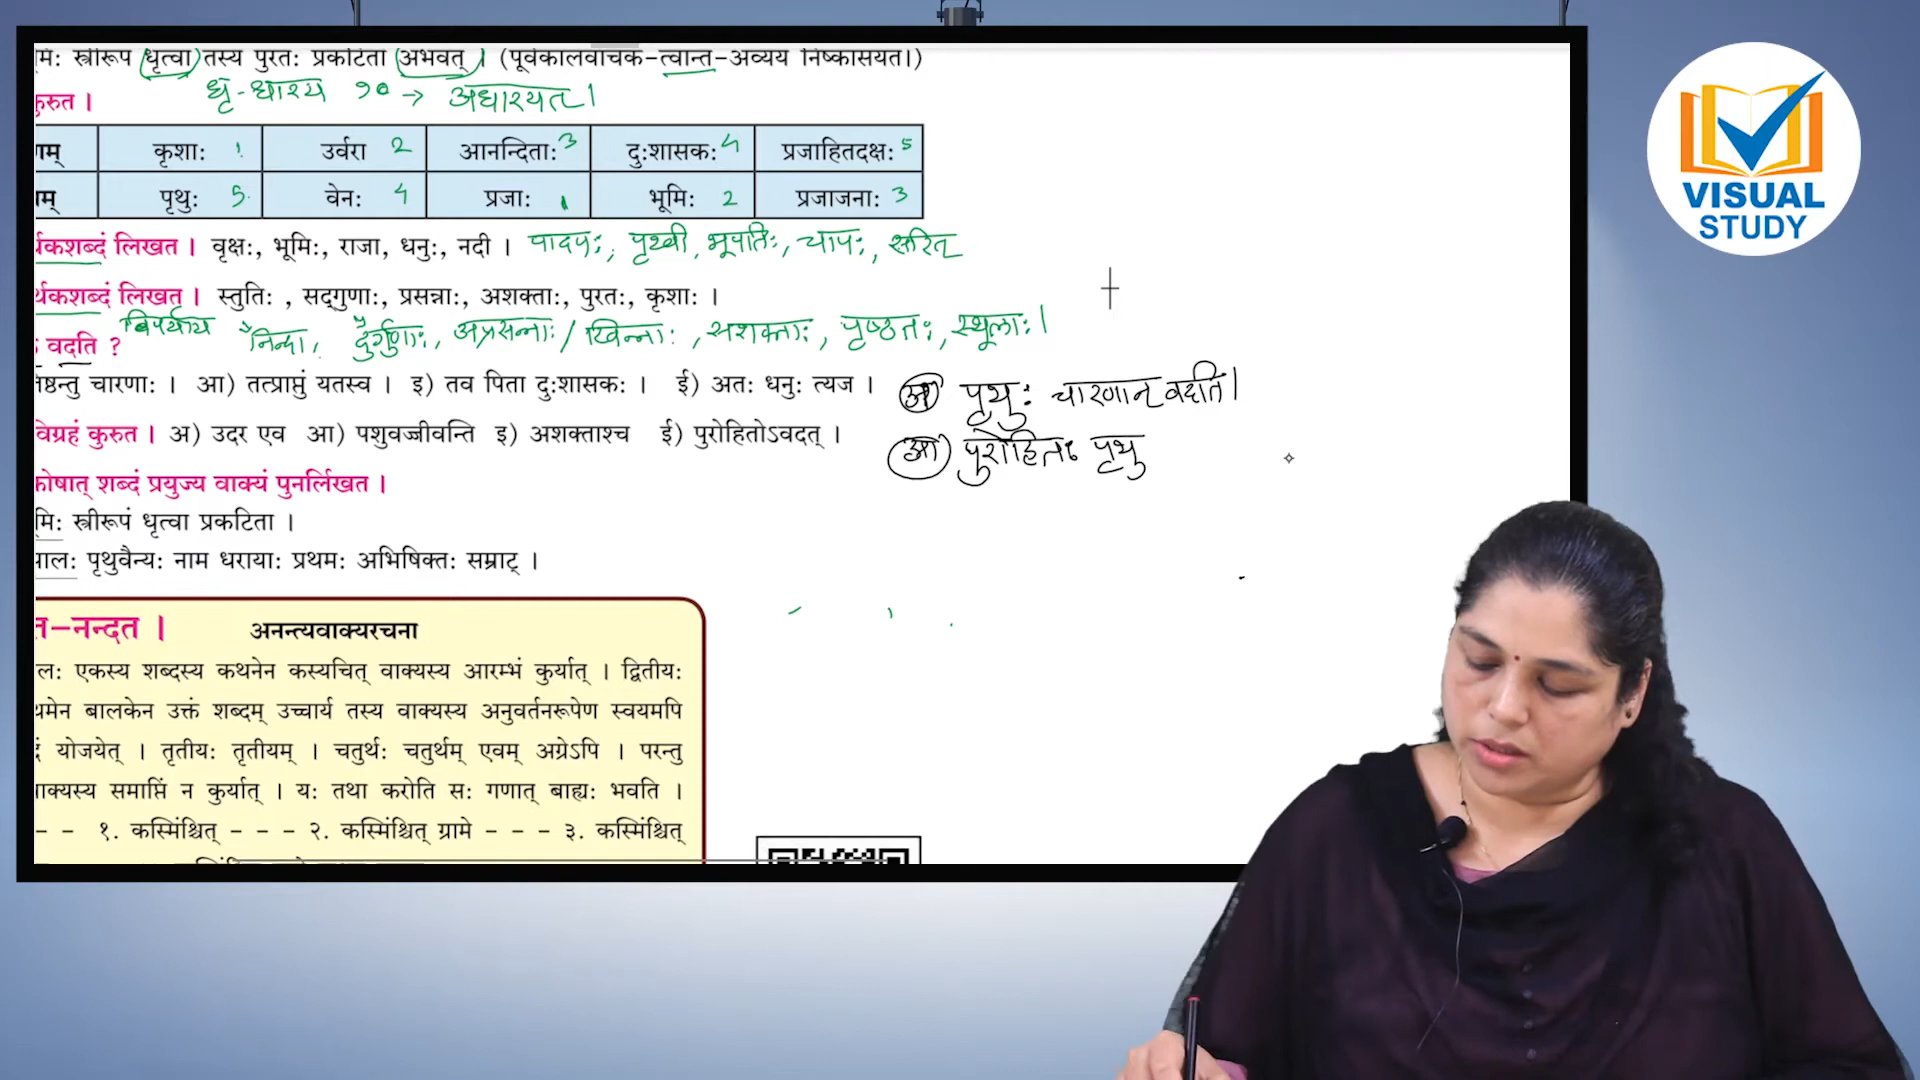 मि: स्त्रीरूप धृत्वा तस्य पुरत: प्रकटिता अभवत् । (पूर्वकालवाचक-त्वान्त-अव्यय निष्कासयत।)
धृ-धारय १० → अधारयत् ।
कुरुत ।
कृशा: १ उर्वरा २ आनन्दिता: ३ दु:शासक: ४ प्रजाहितदक्ष: ५
पृथु: ५ वेन: ४ प्रजा: १ भूमि: २ प्रजाजना: ३
र्थकशब्दं लिखत । वृक्ष:, भूमि:, राजा, धनु:, नदी । पादप:, पृथ्वी, भूपति:, चाप:, सरित्
र्थकशब्दं लिखत । स्तुति: , सद्गुणा:, प्रसन्ना:, अशक्ता:, पुरत:, कृशा: ।
विपर्याय निन्दा, दुर्गुणा:, अप्रसन्ना: / खिन्ना: , सशक्ता: , पृष्ठत: , स्थूला: ।
वदति ?
तिष्ठन्तु चारणा: । आ) तत्प्राप्तुं यतस्व । इ) तव पिता दु:शासक: । ई) अत: धनु: त्यज ।
अ पृथु: चारणान् वदति ।
विग्रहं कुरुत । अ) उदर एव आ) पशुवज्जीवन्ति इ) अशक्ताश्च ई) पुरोहितोऽवदत् ।
आ पुरोहित: पृथु
कोषात् शब्दं प्रयुज्य वाक्यं पुनर्लिखत ।
मि: स्त्रीरूपं धृत्वा प्रकटिता ।
पाल: पृथुवैन्य: नाम धराया: प्रथम: अभिषिक्त: सम्राट् ।
त-नन्दत । अनन्त्यवाक्यरचना
ल: एकस्य शब्दस्य कथनेन कस्यचित् वाक्यस्य आरम्भं कुर्यात् । द्वितीय:
थमेन बालकेन उक्तं शब्दम् उच्चार्य तस्य वाक्यस्य अनुवर्तनरूपेण स्वयमपि
दं योजयेत् । तृतीय: तृतीयम् । चतुर्थ: चतुर्थम् एवम् अग्रेऽपि । परन्तु
वाक्यस्य समाप्तिं न कुर्यात् । य: तथा करोति स: गणात् बाह्य: भवति ।
- - १. कस्मिंश्चित् - - - २. कस्मिंश्चित् ग्रामे - - - ३. कस्मिंश्चित्
VISUAL
STUDY